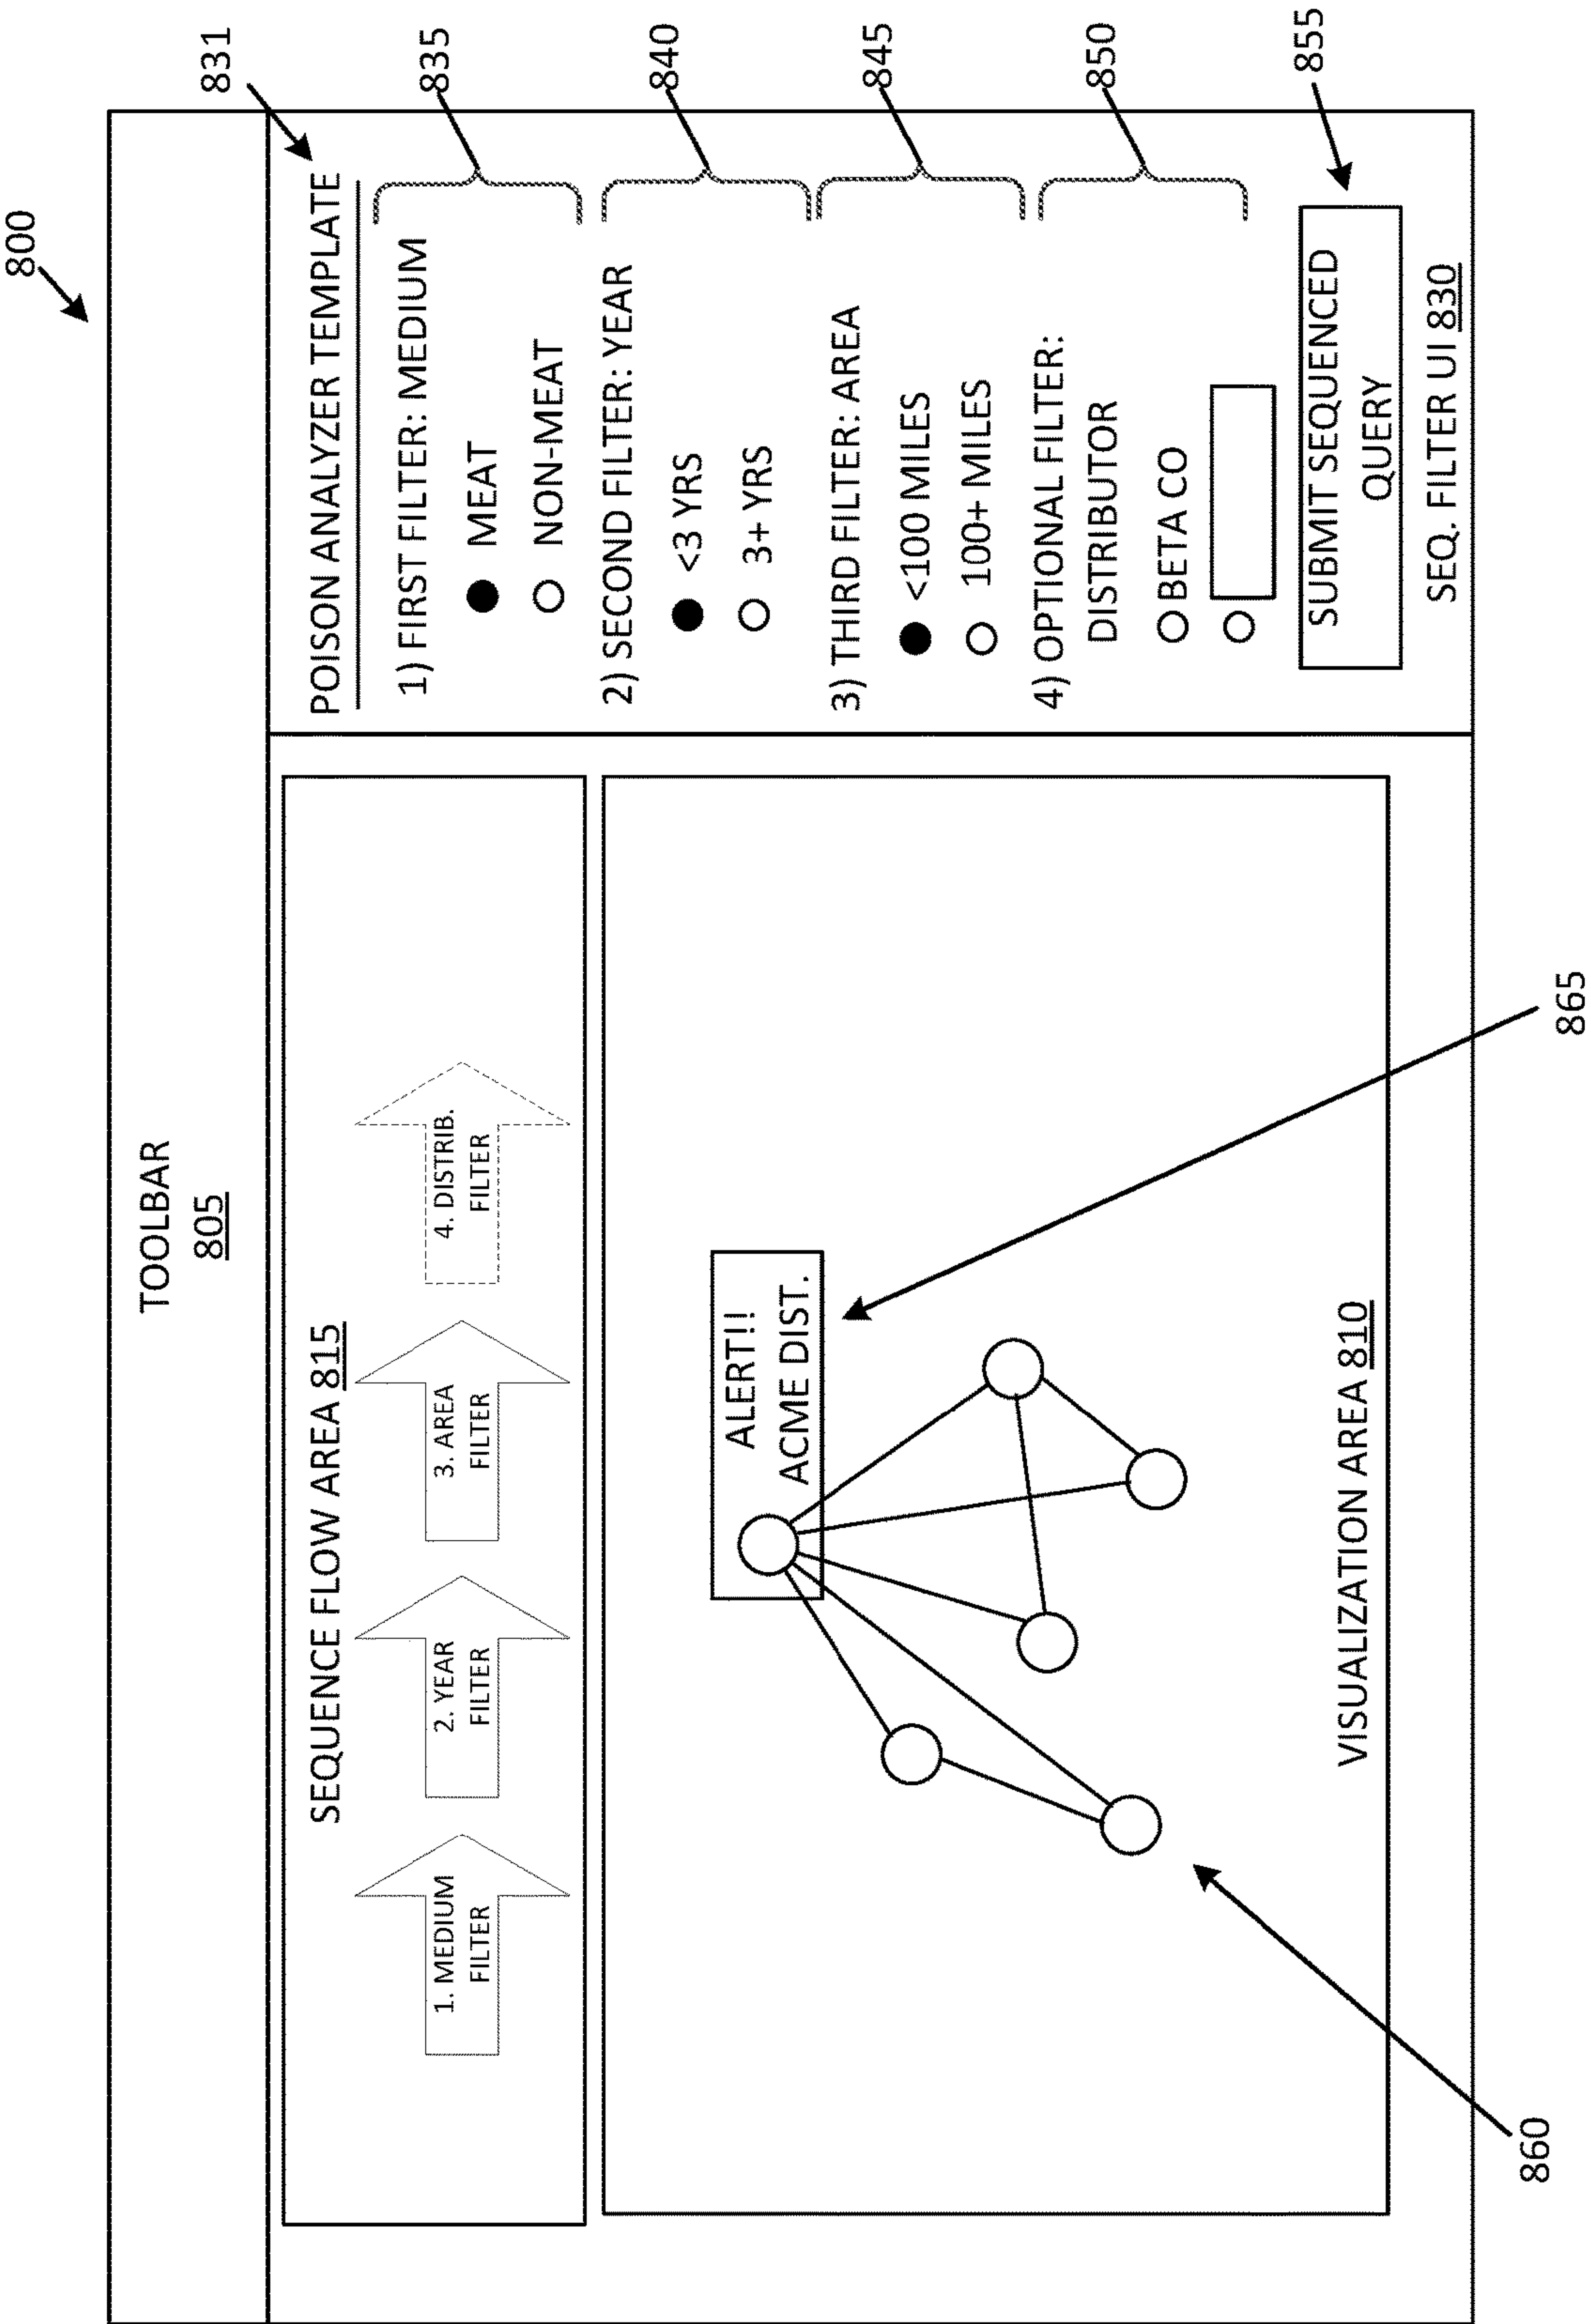 800
TOOLBAR
805
SEQUENCE FLOW AREA 815
1. MEDIUM
FILTER
2. YEAR
FILTER
3. AREA
FILTER
4. DISTRIB.
FILTER
ALERT!!
ACME DIST.
VISUALIZATION AREA 810
860
865
POISON ANALYZER TEMPLATE
831
1) FIRST FILTER: MEDIUM
MEAT
NON-MEAT
835
2) SECOND FILTER: YEAR
<3 YRS
3+ YRS
840
3) THIRD FILTER: AREA
<100 MILES
100+ MILES
845
4) OPTIONAL FILTER:
DISTRIBUTOR
BETA CO
850
SUBMIT SEQUENCED
QUERY
855
SEQ. FILTER UI 830